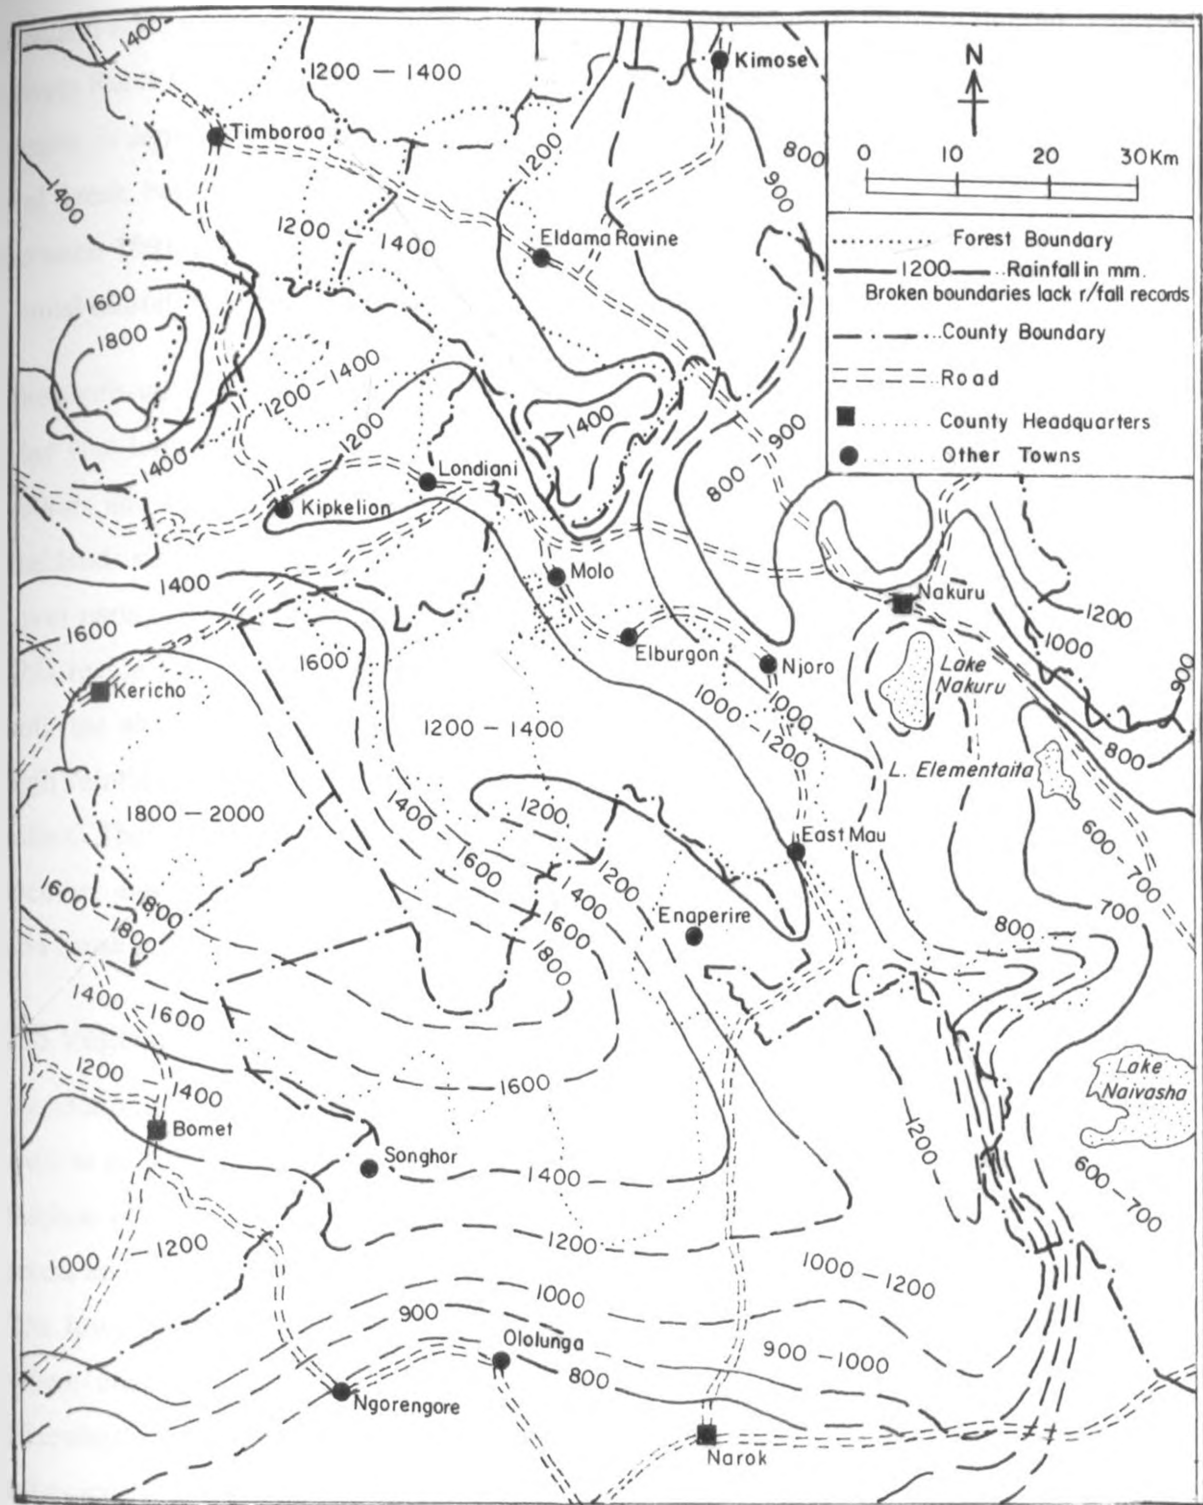 1400
1200 – 1400
Kimose
N
Timboroa
1200
800
900
0 10 20 30Km
1400
1200 – 1400
Eldama Ravine
Forest Boundary
1200 Rainfall in mm.
Broken boundaries lack r/fall records
County Boundary
Road
County Headquarters
Other Towns
1600
1800
1200-1400
1200
1400
1400
800 – 900
Londiani
Kipkelion
Molo
1400
Nakuru
1200
1000
900
1600
1600
Elburgon
Njoro
Lake
Nakuru
Kericho
1000
1000-1200
1200 – 1400
800
L. Elementaita
1800 – 2000
1200
1400
1600
1200
1400
1600
1800
East Mau
600-700
1800
1600-1800
Enaperire
700
800
1400-1600
1600
Lake
Naivasha
1200 – 1400
Bomet
1200
Songhor
1400
600-700
1000 – 1200
1200
1000 – 1200
1000
900
Ololunga
900 – 1000
800
Ngorengore
Narok